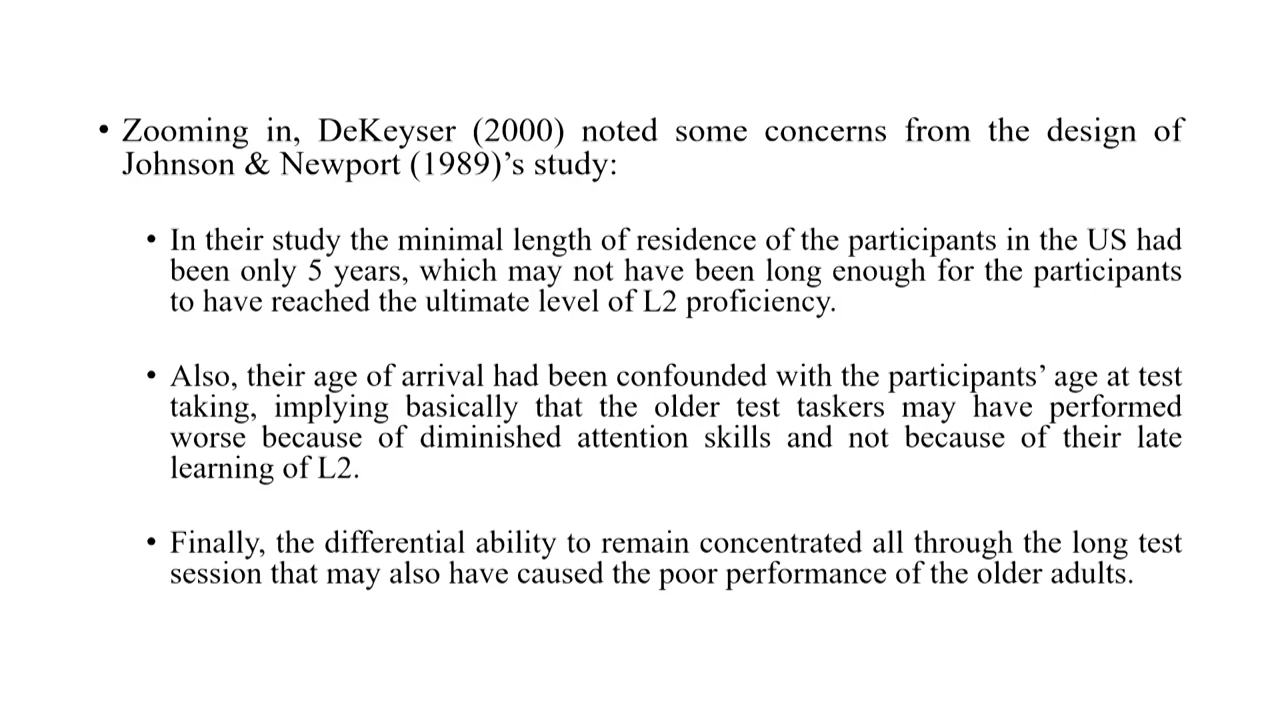 • Zooming in, DeKeyser (2000) noted some concerns from the design of
Johnson & Newport (1989)’s study:
• In their study the minimal length of residence of the participants in the US had
been only 5 years, which may not have been long enough for the participants
to have reached the ultimate level of L2 proficiency.
• Also, their age of arrival had been confounded with the participants’ age at test
taking, implying basically that the older test taskers may have performed
worse because of diminished attention skills and not because of their late
learning of L2.
• Finally, the differential ability to remain concentrated all through the long test
session that may also have caused the poor performance of the older adults.